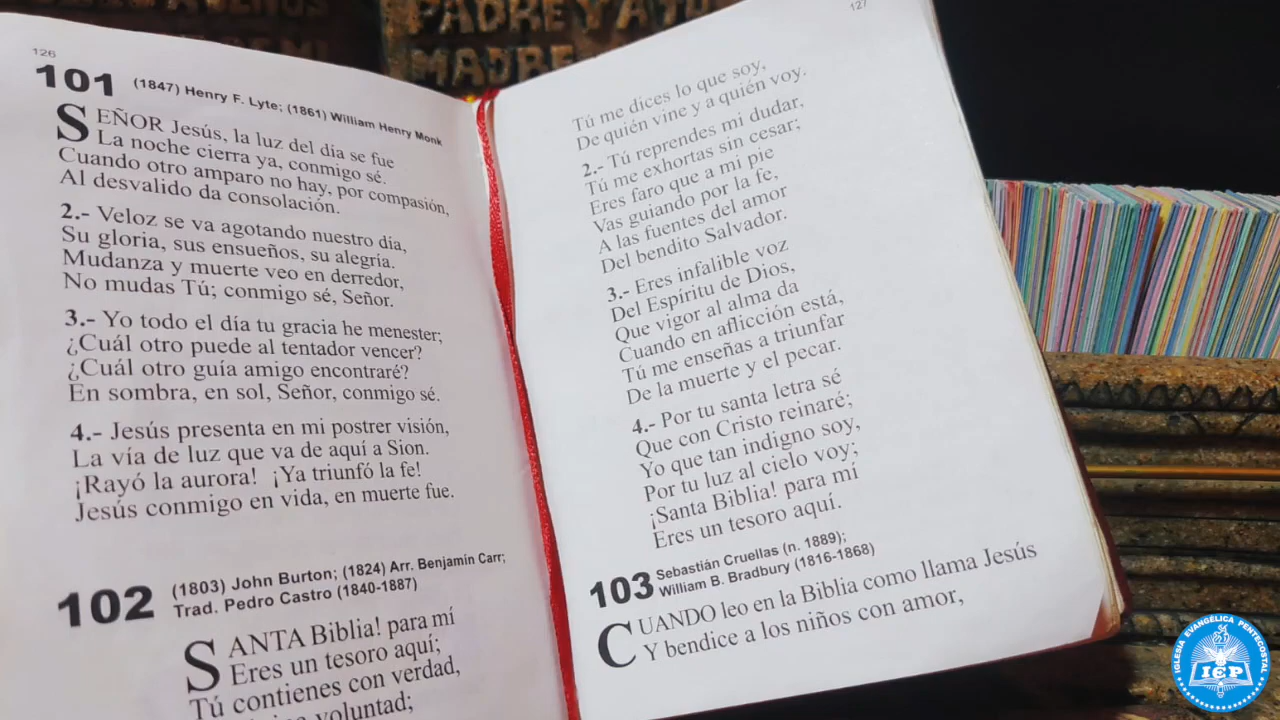 PADRE Y A TU
MADRE
126
101 (1847) Henry F. Lyte; (1861) William Henry Monk
SEÑOR Jesús, la luz del día se fue
La noche cierra ya, conmigo sé.
Cuando otro amparo no hay, por compasión,
Al desvalido da consolación.
2.- Veloz se va agotando nuestro día,
Su gloria, sus ensueños, su alegría.
Mudanza y muerte veo en derredor,
No mudas Tú; conmigo sé, Señor.
3.- Yo todo el día tu gracia he menester;
¿Cuál otro puede al tentador vencer?
¿Cuál otro guía amigo encontraré?
En sombra, en sol, Señor, conmigo sé.
4.- Jesús presenta en mi postrer visión,
La vía de luz que va de aquí a Sion.
¡Rayó la aurora! ¡Ya triunfó la fe!
Jesús conmigo en vida, en muerte fue.
102 (1803) John Burton; (1824) Arr. Benjamín Carr;
Trad. Pedro Castro (1840-1887)
SANTA Biblia! para mí
Eres un tesoro aquí;
Tú contienes con verdad,
voluntad;
127
Tú me dices lo que soy,
De quién vine y a quién voy.
2.- Tú reprendes mi dudar,
Tú me exhortas sin cesar;
Eres faro que a mi pie
Vas guiando por la fe,
A las fuentes del amor
Del bendito Salvador.
3.- Eres infalible voz
Del Espíritu de Dios,
Que vigor al alma da
Cuando en aflicción está,
Tú me enseñas a triunfar
De la muerte y el pecar.
4.- Por tu santa letra sé
Que con Cristo reinaré;
Yo que tan indigno soy,
Por tu luz al cielo voy;
¡Santa Biblia! para mí
Eres un tesoro aquí.
103 Sebastián Cruellas (n. 1889);
William B. Bradbury (1816-1868)
CUANDO leo en la Biblia como llama Jesús
Y bendice a los niños con amor,
IGLESIA EVANGÉLICA PENTECOSTAL
IEP